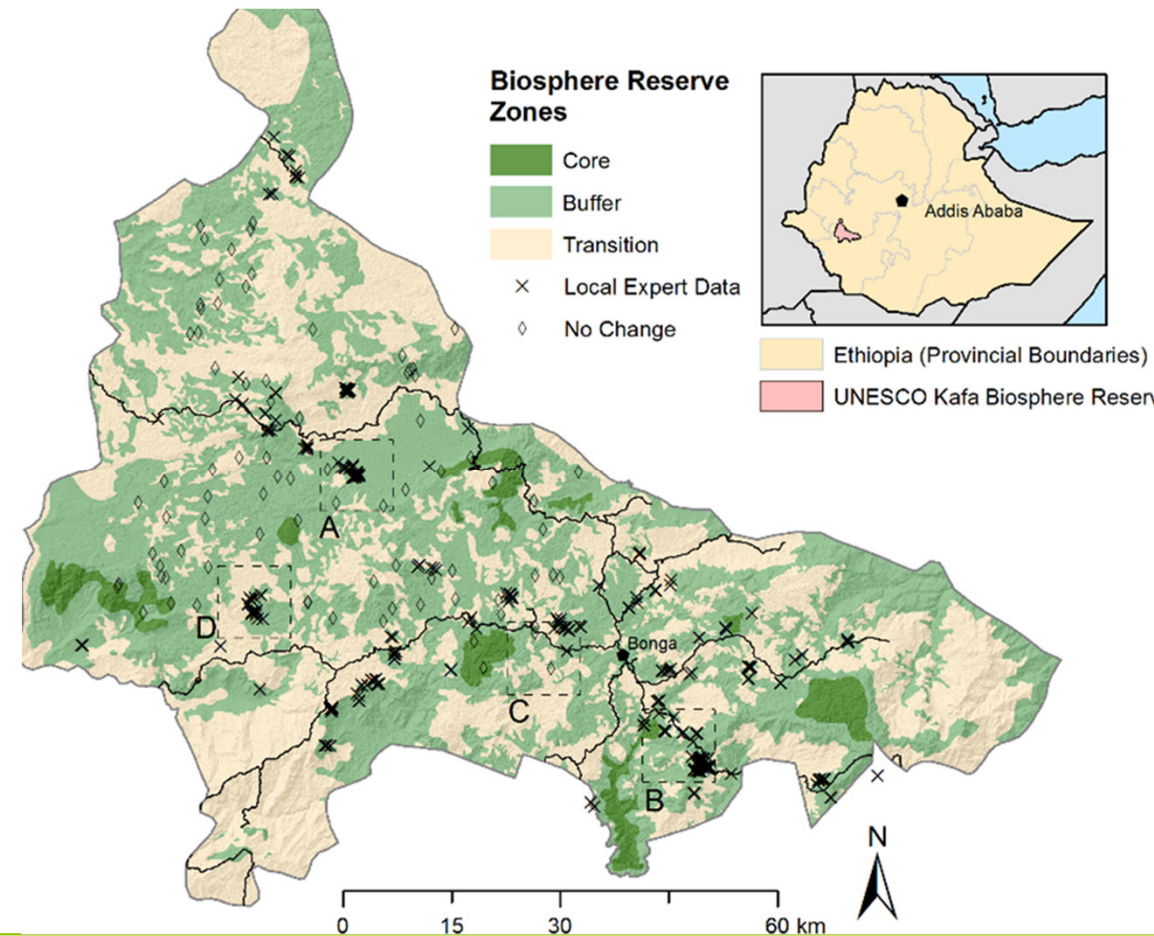 Biosphere Reserve
Zones
Core
Buffer
Transition
Local Expert Data
No Change
Addis Ababa
Ethiopia (Provincial Boundaries)
UNESCO Kafa Biosphere Reserv
A
D
Bonga
C
B
N
0 15 30 60 km